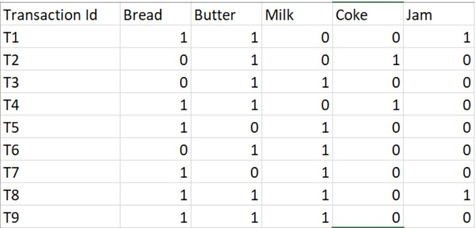 Transaction Id Bread Butter Milk Coke Jam
T1 1 1 0 0 1
T2 0 1 0 1 0
T3 0 1 1 0 0
T4 1 1 0 1 0
T5 1 0 1 0 0
T6 0 1 1 0 0
T7 1 0 1 0 0
T8 1 1 1 0 1
T9 1 1 1 0 0